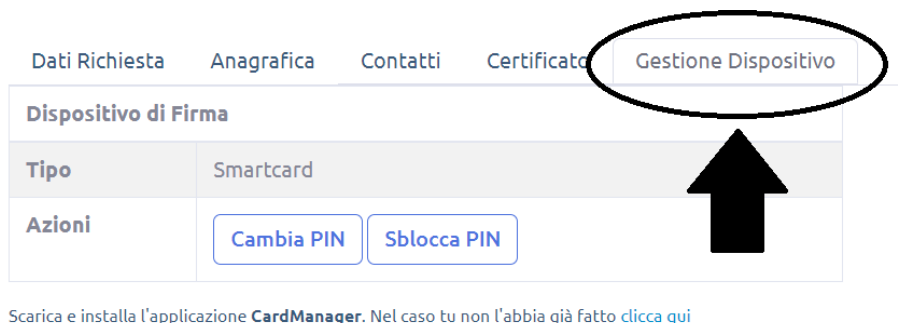 Dati Richiesta Anagrafica Contatti Certificato Gestione Dispositivo
Dispositivo di Firma
Tipo Smartcard
Azioni Cambia PIN Sblocca PIN
Scarica e installa l'applicazione CardManager. Nel caso tu non l'abbia già fatto clicca qui